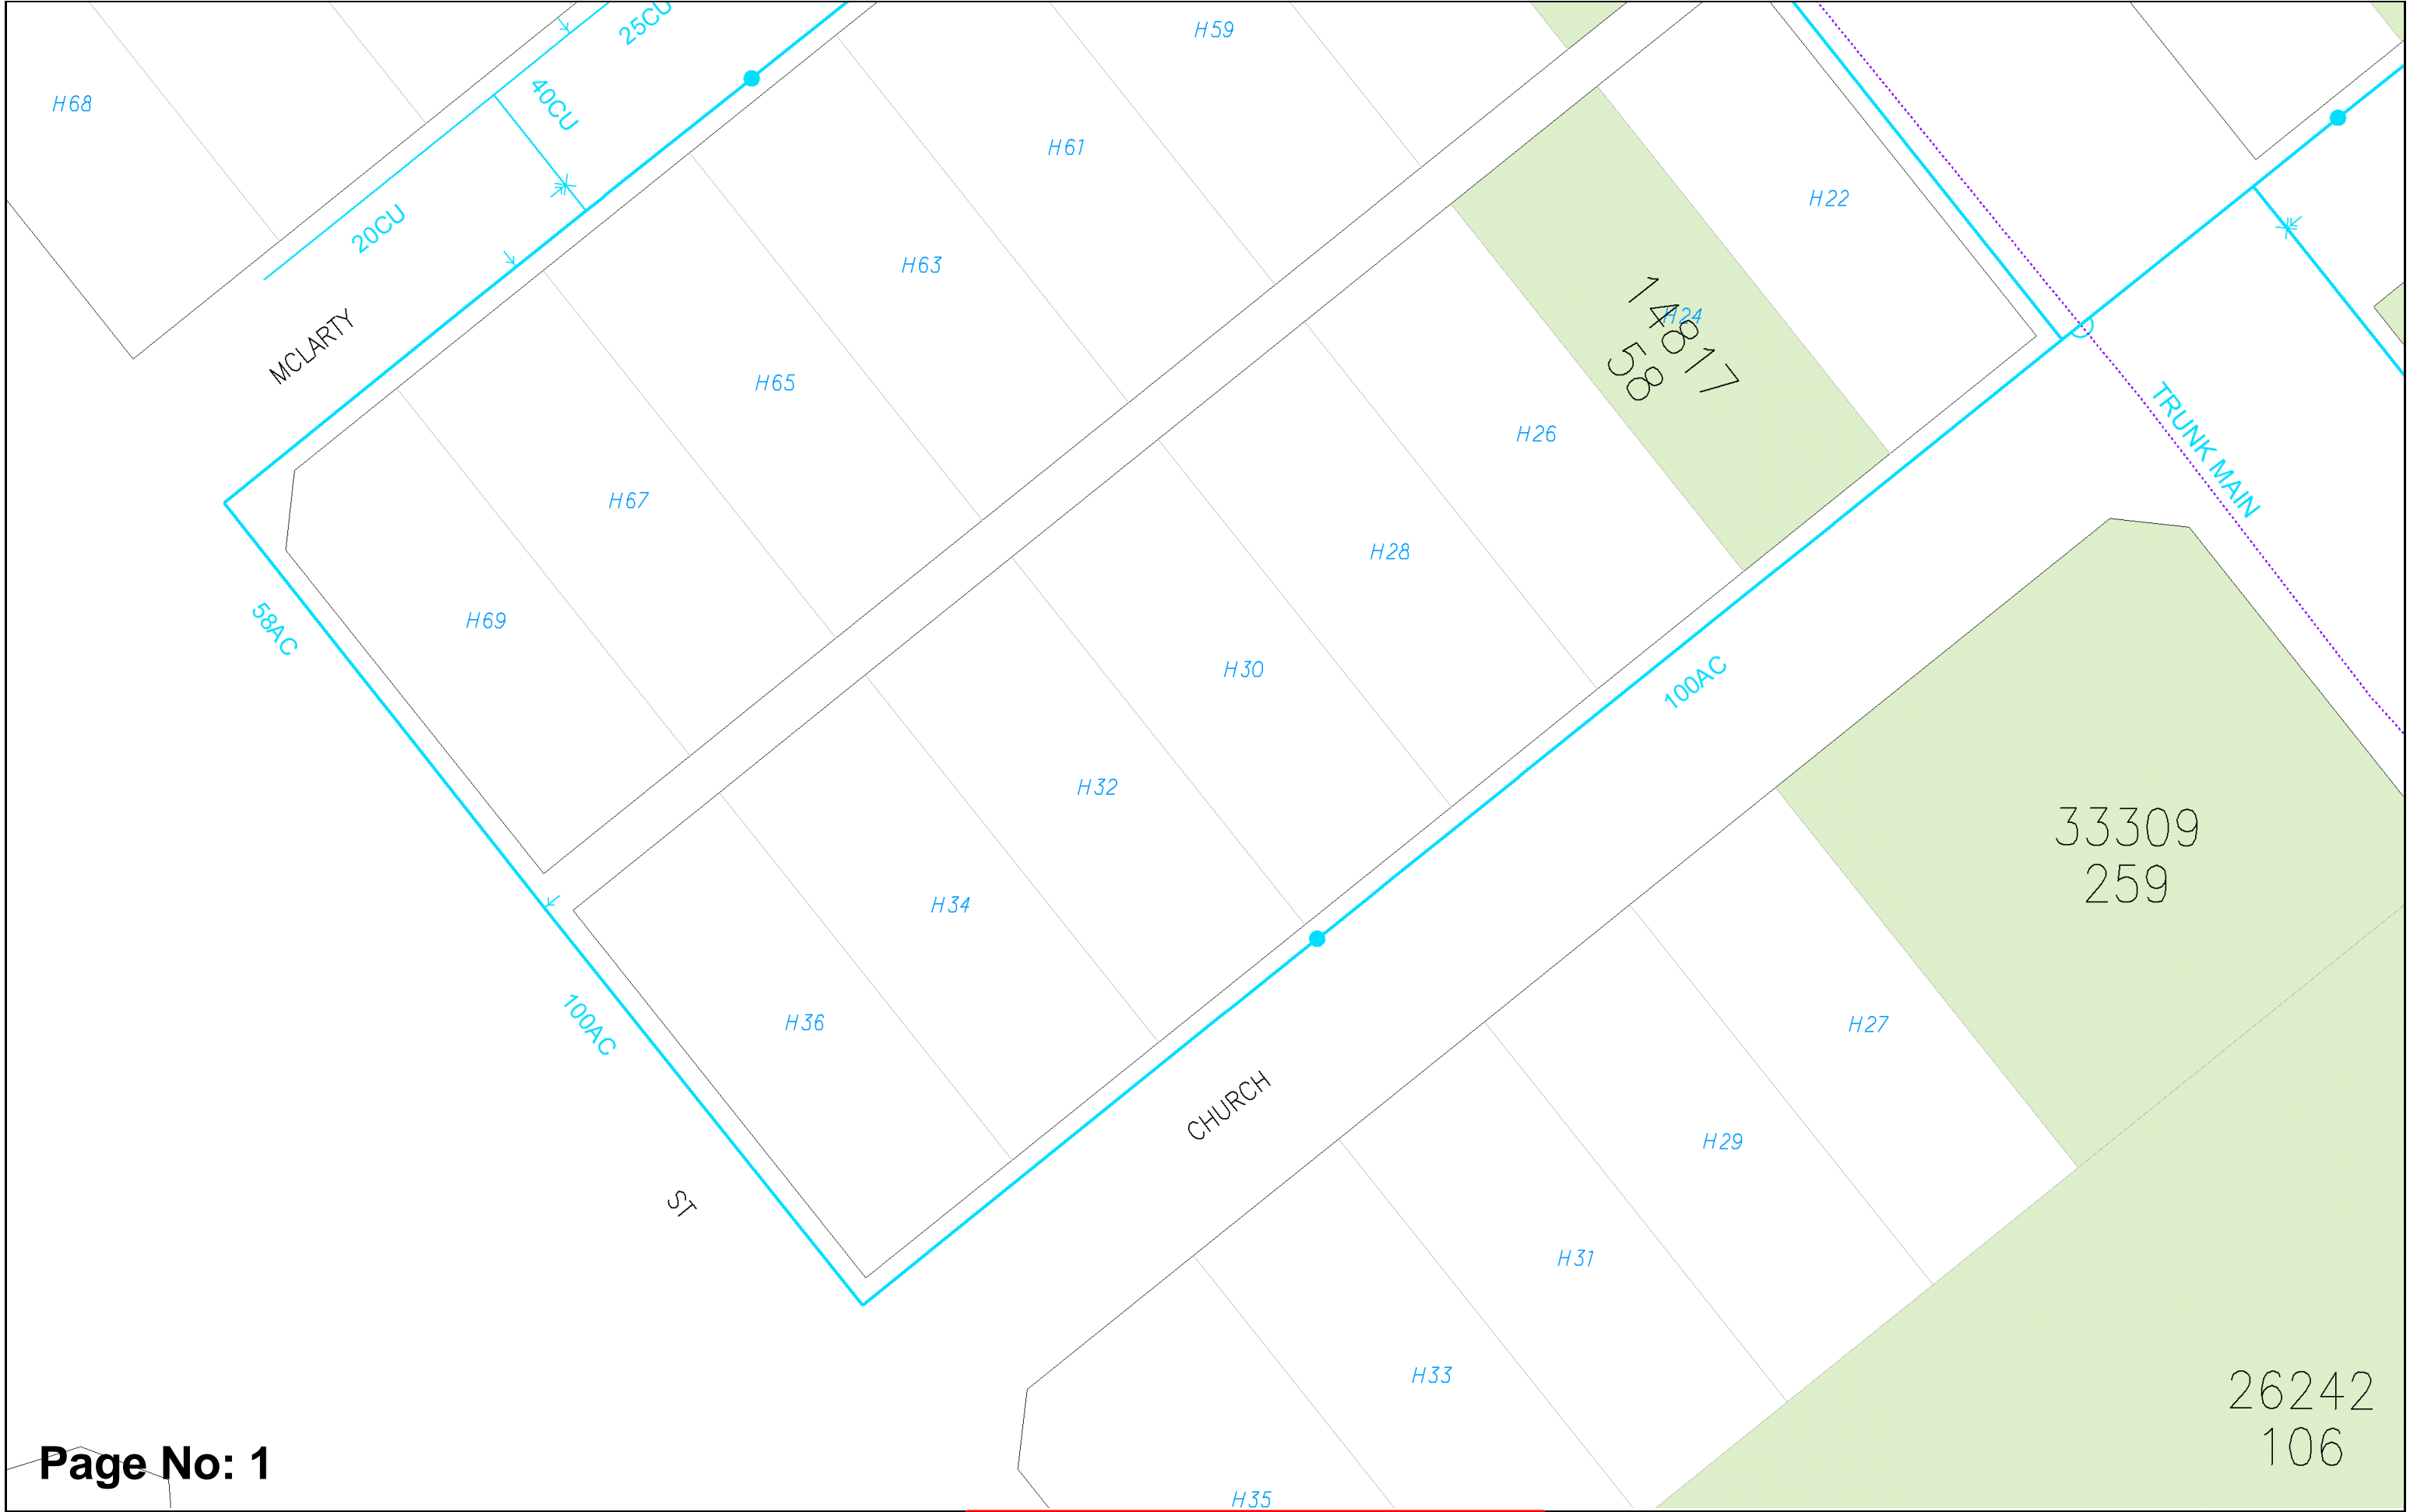 25CU
H59
H68
40CU
H61
H22
20CU
H63
H24
14817
58
MCLARTY
H65
H26
TRUNK MAIN
H67
H28
58AC
H69
H30
100AC
H32
33309
259
H34
100AC
H36
H27
CHURCH
H29
ST
H31
H33
26242
106
Page No: 1
H35